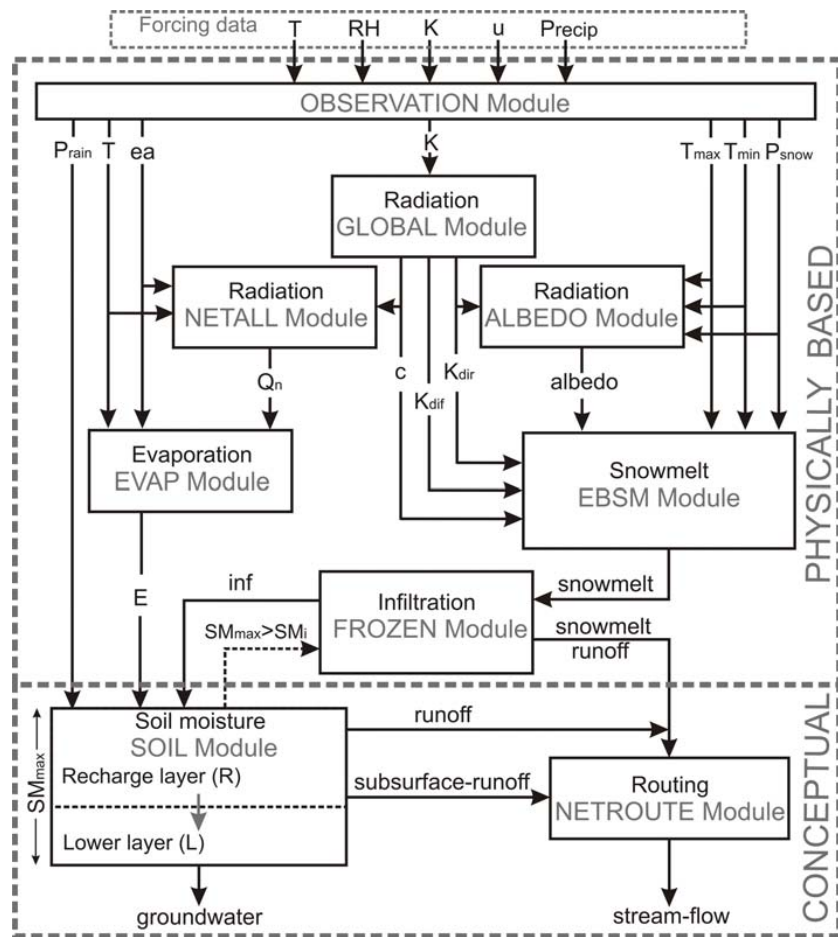 Forcing data
T RH K u Precip
OBSERVATION Module
Prain T ea K Tmax Tmin Psnow
Radiation
GLOBAL Module
Radiation
NETALL Module
Radiation
ALBEDO Module
Qn c Kdif Kdir albedo
Evaporation
EVAP Module
Snowmelt
EBSM Module
PHYSICALLY BASED
E inf snowmelt
SMmax>SMi
Infiltration
FROZEN Module
snowmelt
runoff
Soil moisture
SOIL Module
Recharge layer (R)
Lower layer (L)
SMmax
runoff
subsurface-runoff
Routing
NETROUTE Module
CONCEPTUAL
groundwater
stream-flow